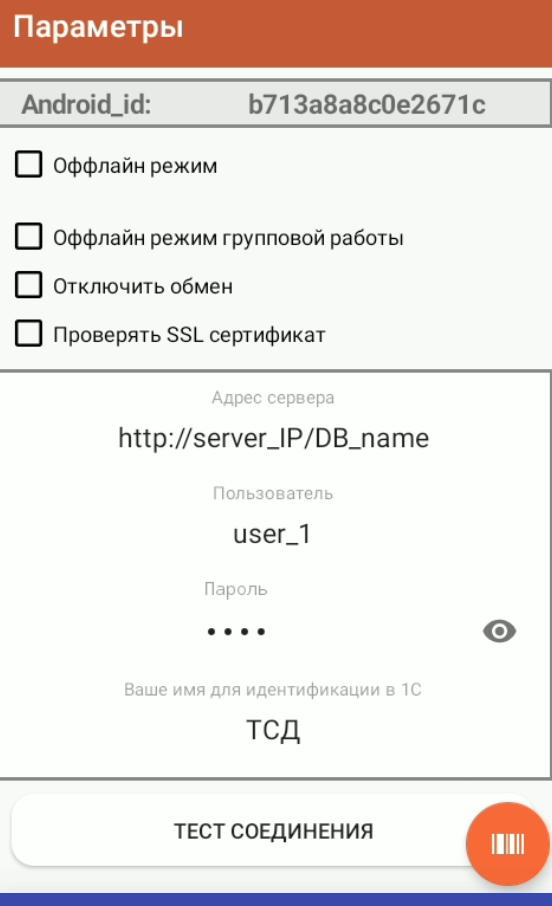 Параметры
Android_id: b713a8a8c0e2671c
Оффлайн режим
Оффлайн режим групповой работы
Отключить обмен
Проверять SSL сертификат
Адрес сервера
http://server_IP/DB_name
Пользователь
user_1
Пароль
••••
Ваше имя для идентификации в 1С
ТСД
ТЕСТ СОЕДИНЕНИЯ